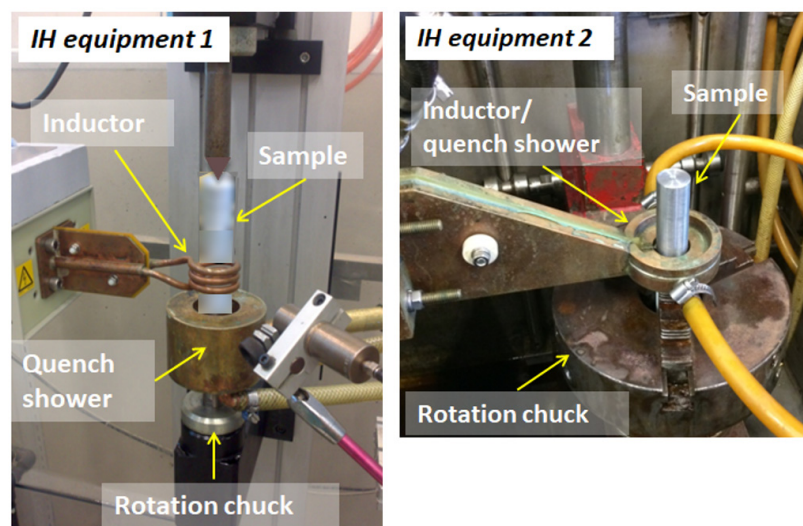 IH equipment 1
Inductor
Sample
Quench
shower
Rotation chuck
IH equipment 2
Sample
Inductor/
quench shower
Rotation chuck